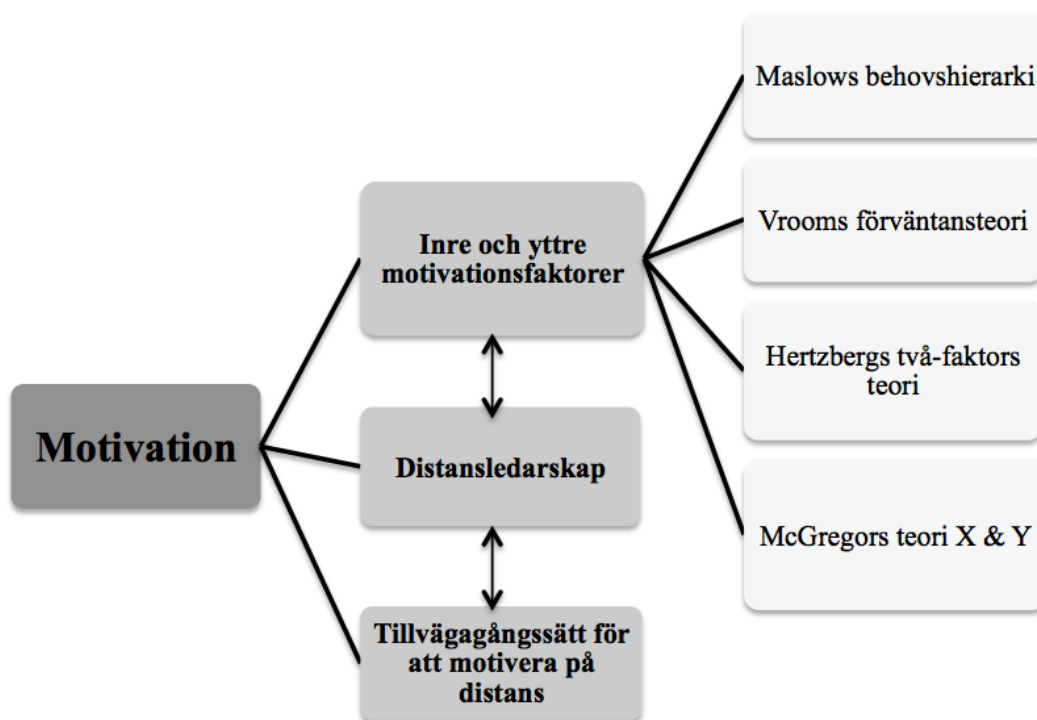 Motivation
Inre och yttre
motivationsfaktorer
Distansledarskap
Tillvägagångssätt för
att motivera på
distans
Maslows behovshierarki
Vrooms förväntansteori
Hertzbergs två-faktors
teori
McGregors teori X & Y